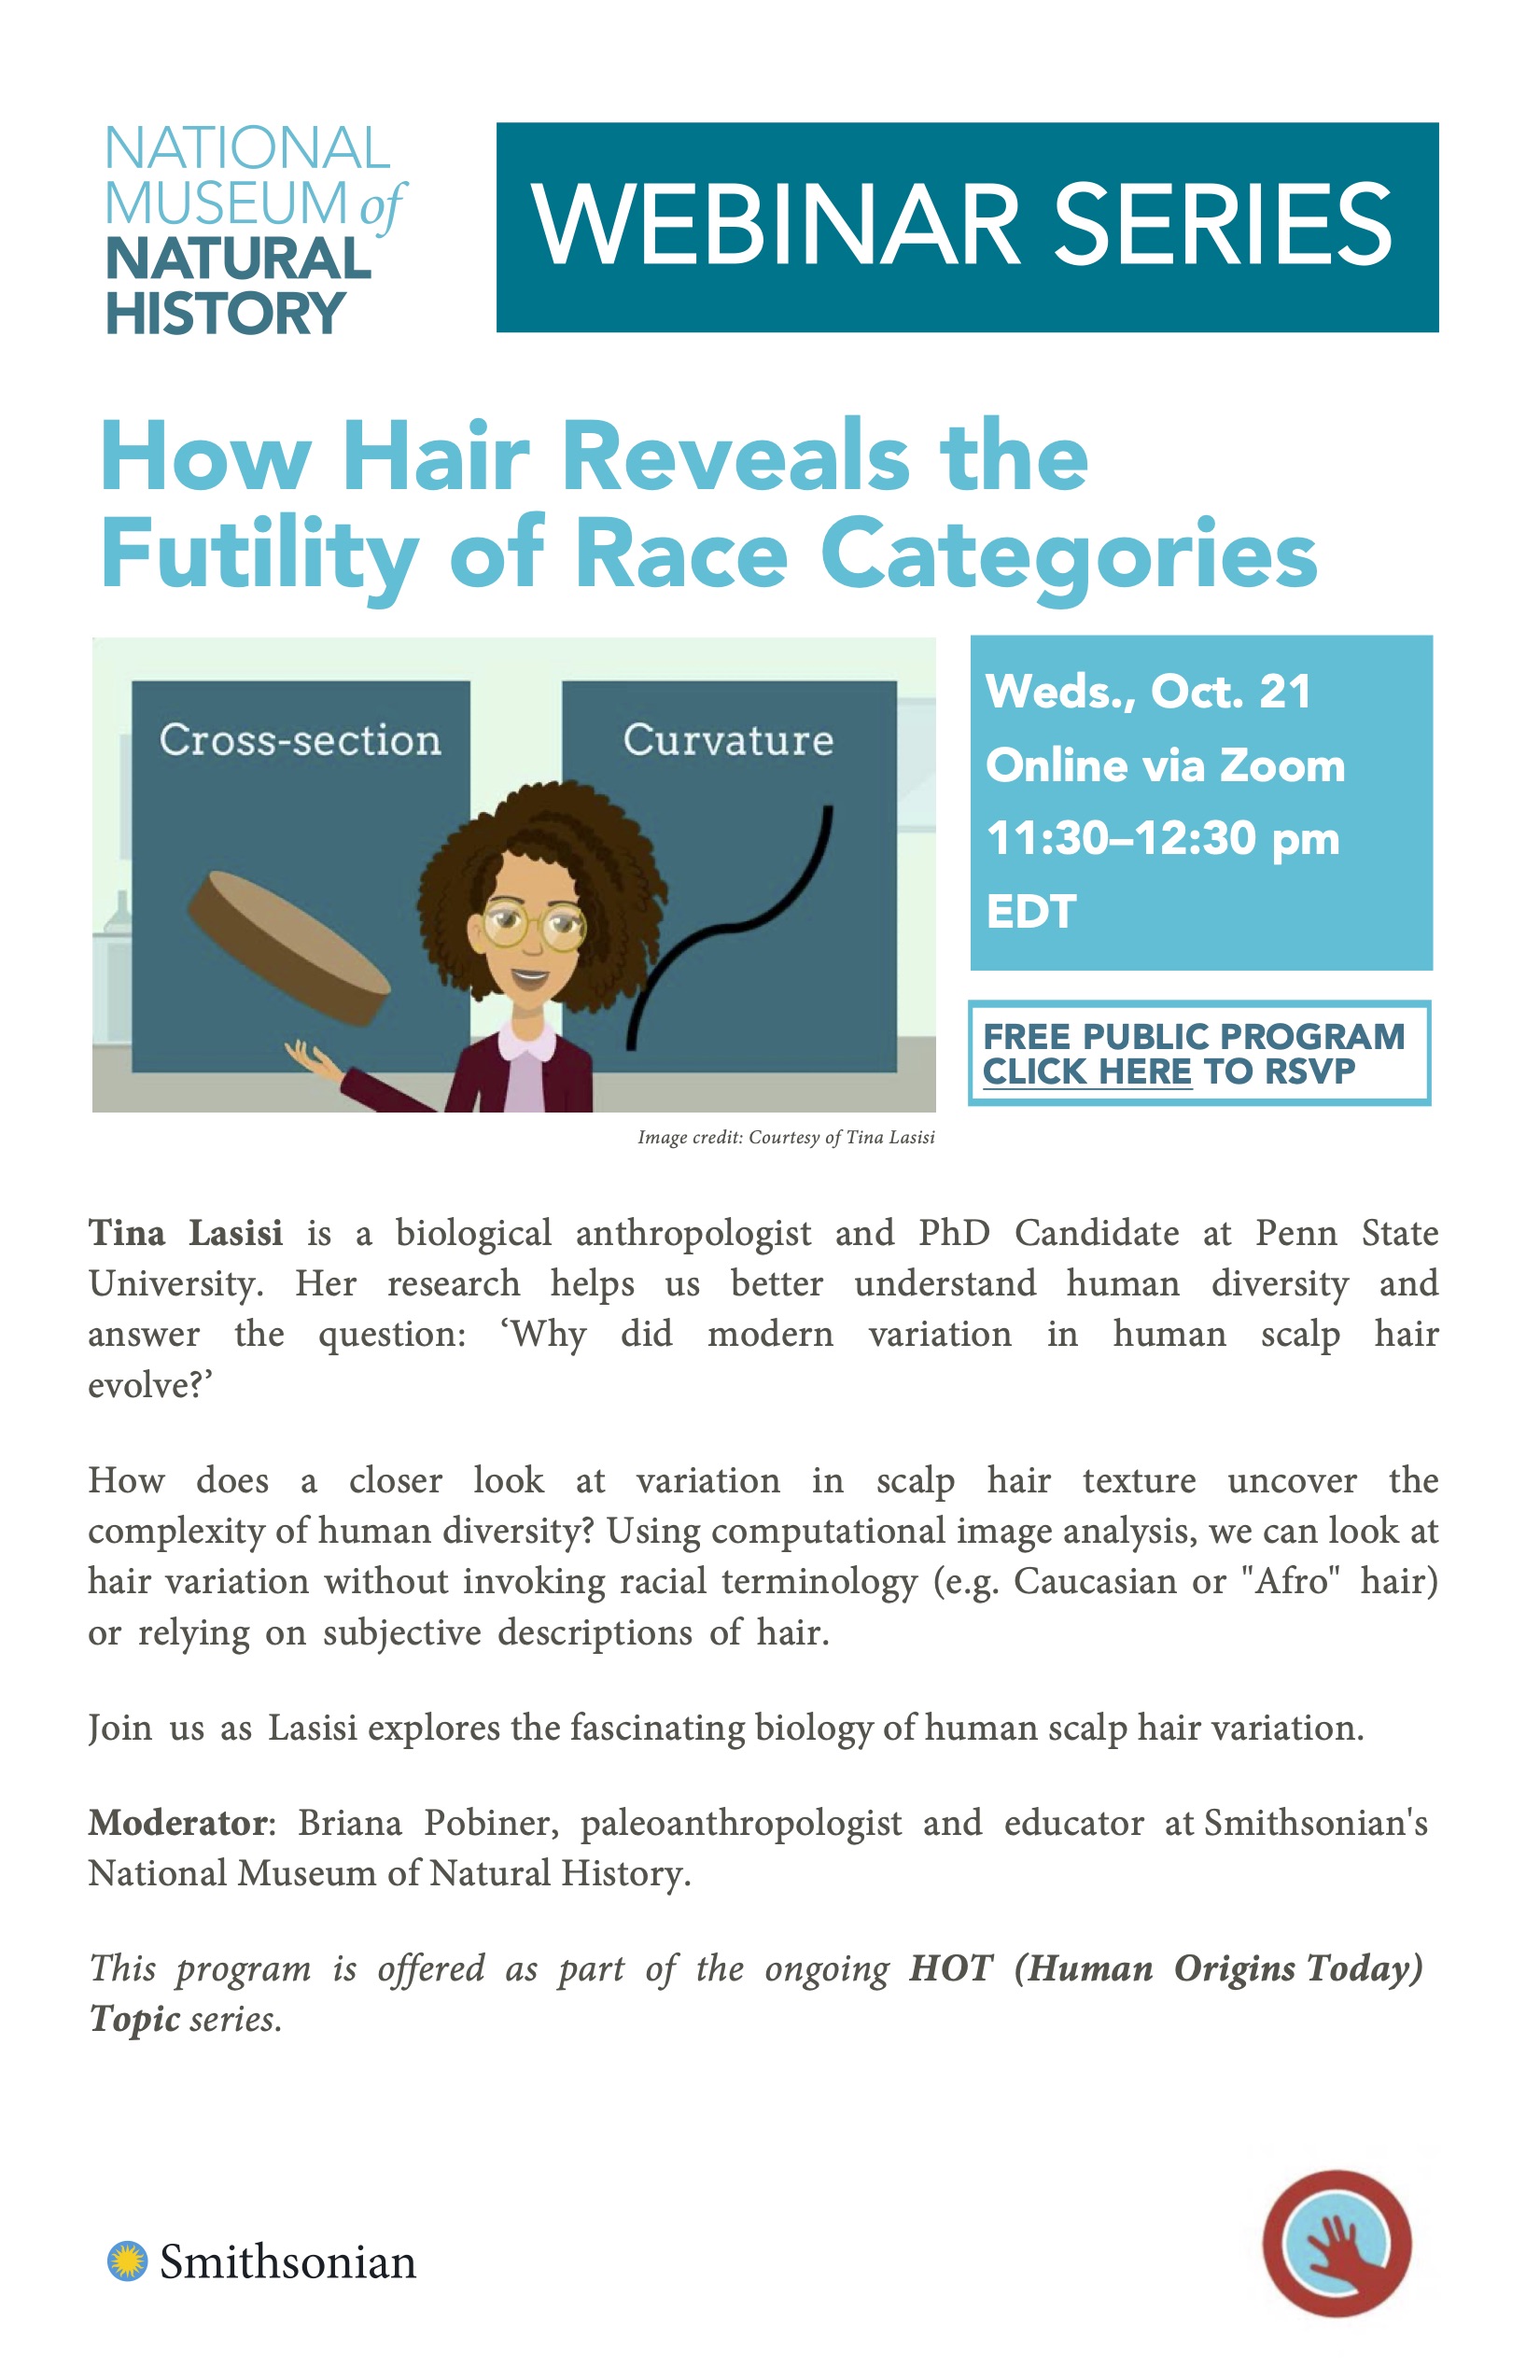 NATIONAL
MUSEUM of
NATURAL
HISTORY
WEBINAR SERIES
How Hair Reveals the
Futility of Race Categories
Cross-section
Curvature
Weds., Oct. 21
Online via Zoom
11:30–12:30 pm
EDT
FREE PUBLIC PROGRAM
CLICK HERE TO RSVP
Image credit: Courtesy of Tina Lasisi
Tina Lasisi is a biological anthropologist and PhD Candidate at Penn State
University. Her research helps us better understand human diversity and
answer the question: ‘Why did modern variation in human scalp hair
evolve?’
How does a closer look at variation in scalp hair texture uncover the
complexity of human diversity? Using computational image analysis, we can look at
hair variation without invoking racial terminology (e.g. Caucasian or "Afro" hair)
or relying on subjective descriptions of hair.
Join us as Lasisi explores the fascinating biology of human scalp hair variation.
Moderator: Briana Pobiner, paleoanthropologist and educator at Smithsonian's
National Museum of Natural History.
This program is offered as part of the ongoing HOT (Human Origins Today)
Topic series.
Smithsonian